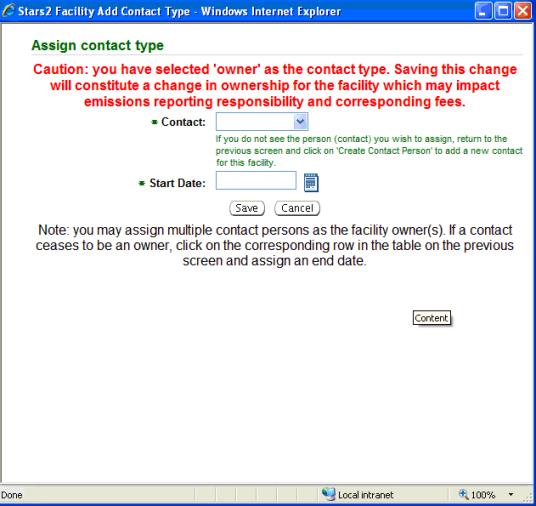 Stars2 Facility Add Contact Type - Windows Internet Explorer
Assign contact type
Caution: you have selected 'owner' as the contact type. Saving this change
will constitute a change in ownership for the facility which may impact
emissions reporting responsibility and corresponding fees.
* Contact:
If you do not see the person (contact) you wish to assign, return to the
previous screen and click on 'Create Contact Person' to add a new contact
for this facility.
* Start Date:
Save Cancel
Note: you may assign multiple contact persons as the facility owner(s). If a contact
ceases to be an owner, click on the corresponding row in the table on the previous
screen and assign an end date.
Content
Done Local intranet 100%